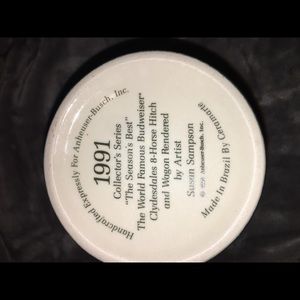 Handcrafted Expressly For Anheuser-Busch, Inc.
1991
Collector's Series
"The Season's Best"
The World Famous Budweiser®
Clydesdales 8-Horse Hitch
and Wagon Rendered
by Artist
Susan Sampson
Anheuser-Busch, Inc.
Made In Brazil By Ceramarte